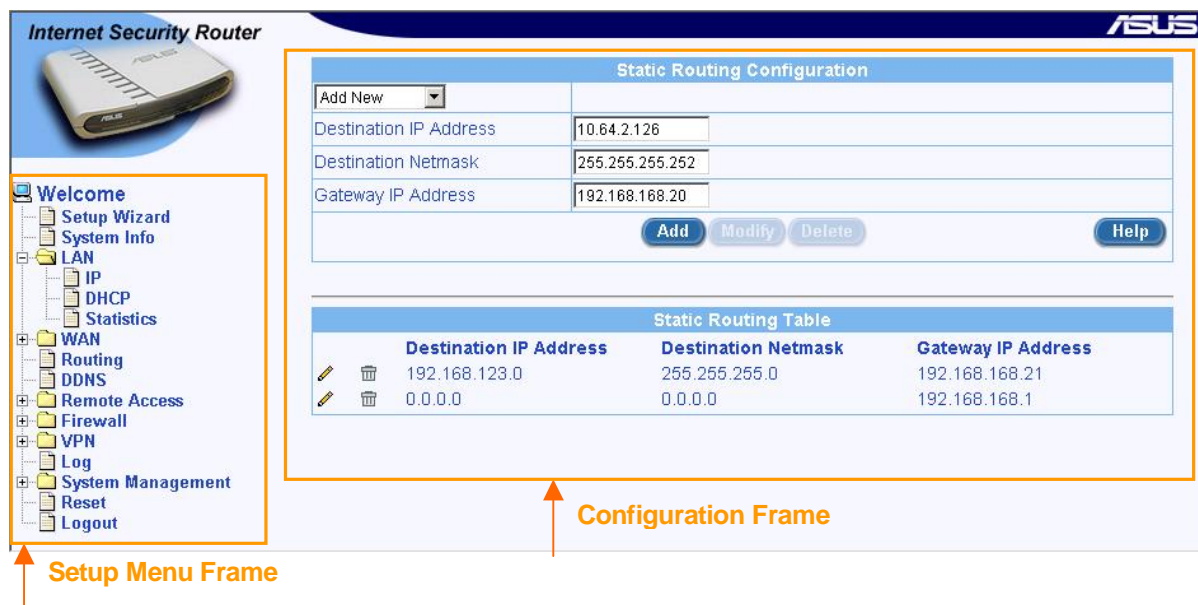 Internet Security Router
ASUS
ASUS
ASUS
Static Routing Configuration
Add New
Destination IP Address 10.64.2.126
Destination Netmask 255.255.255.252
Gateway IP Address 192.168.168.20
Add Modify Delete Help
Welcome
Setup Wizard
System Info
LAN
IP
DHCP
Statistics
WAN
Routing
DDNS
Remote Access
Firewall
VPN
Log
System Management
Reset
Logout
Static Routing Table
Destination IP Address Destination Netmask Gateway IP Address
192.168.123.0 255.255.255.0 192.168.168.21
0.0.0.0 0.0.0.0 192.168.168.1
Configuration Frame
Setup Menu Frame